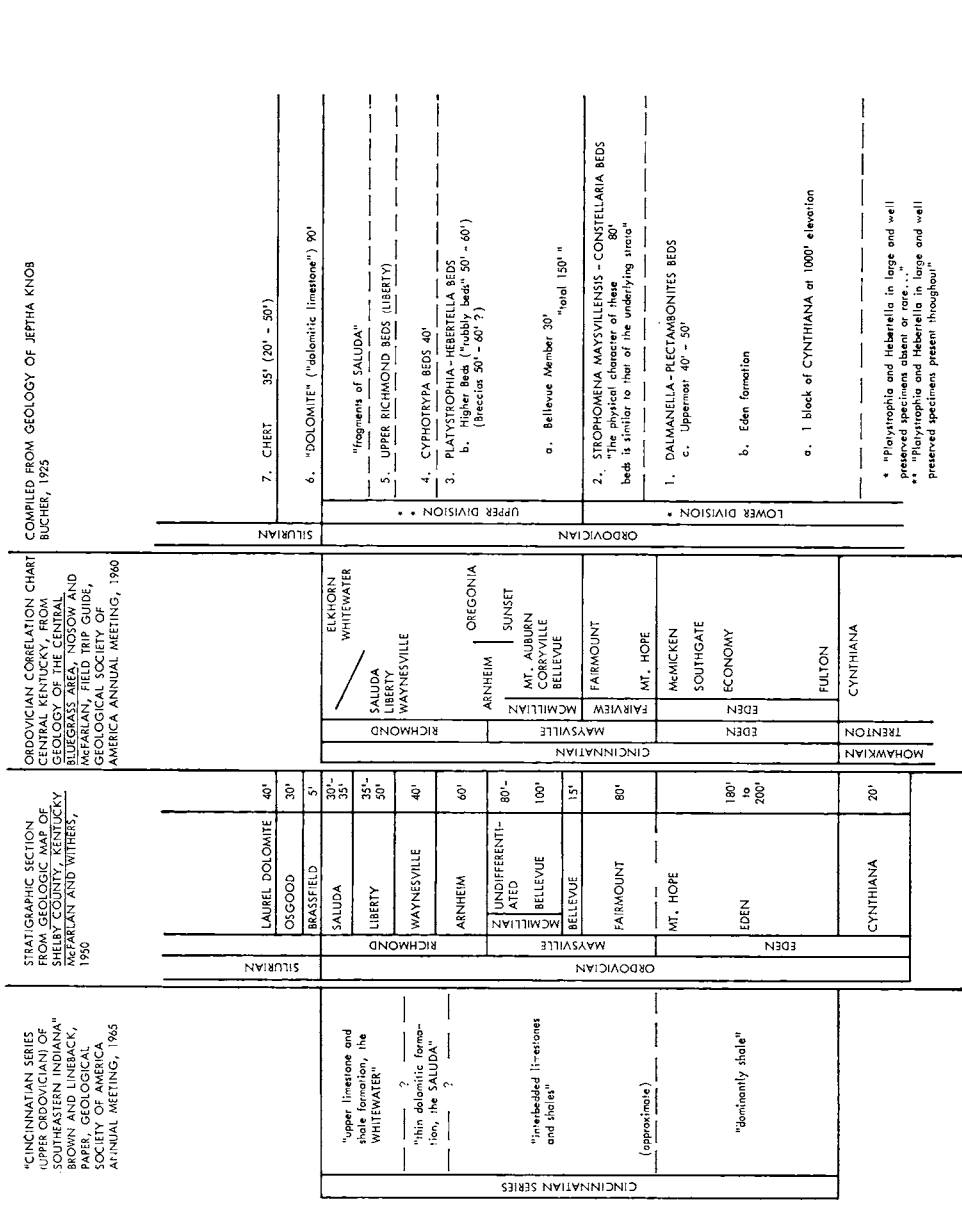 "CINCINNATIAN SERIES
(UPPER ORDOVICIAN) OF
SOUTHEASTERN INDIANA"
BROWN AND LINEBACK,
PAPER, GEOLOGICAL
SOCIETY OF AMERICA
ANNUAL MEETING, 1965
CINCINNATIAN SERIES
"upper limestone and
shale formation, the
WHITEWATER"
?
"thin dolomitic forma-
tion, the SALUDA"
?
"interbedded limestones
and shales"
(approximate)
"dominantly shale"
STRATIGRAPHIC SECTION
FROM GEOLOGIC MAP OF
SHELBY COUNTY, KENTUCKY
McFARLAN AND WITHERS,
1950
SILURIAN
ORDOVICIAN
RICHMOND
MAYSVILLE
EDEN
McMILLIAN
LAUREL DOLOMITE 40'
OSGOOD 30'
BRASSFIELD 5'
SALUDA 30'-
35'
LIBERTY 35'-
50'
WAYNESVILLE 40'
ARNHEIM 60'
UNDIFFERENTI- 80'-
ATED
BELLEVUE 100'
BELLEVUE 15'
FAIRMOUNT 80'
MT. HOPE
EDEN 180'
to
200'
CYNTHIANA 20'
ORDOVICIAN CORRELATION CHART
CENTRAL KENTUCKY, FROM
GEOLOGY OF THE CENTRAL
BLUEGRASS AREA, NOSOW AND
McFARLAN, FIELD TRIP GUIDE,
GEOLOGICAL SOCIETY OF
AMERICA ANNUAL MEETING, 1960
MOHAWKIAN
CINCINNATIAN
TRENTON
RICHMOND
MAYSVILLE
EDEN
McMILLIAN
FAIRVIEW
EDEN
ELKHORN
WHITEWATER
SALUDA
LIBERTY
WAYNESVILLE
OREGONIA
ARNHEIM
SUNSET
MT. AUBURN
CORRYVILLE
BELLEVUE
FAIRMOUNT
MT. HOPE
McMICKEN
SOUTHGATE
ECONOMY
FULTON
CYNTHIANA
COMPILED FROM GEOLOGY OF JEPTHA KNOB
BUCHER, 1925
SILURIAN
ORDOVICIAN
UPPER DIVISION * *
LOWER DIVISION *
7. CHERT 35' (20' - 50')
6. "DOLOMITE" ("dolomitic limestone") 90'
"fragments of SALUDA"
5. UPPER RICHMOND BEDS (LIBERTY)
4. CYPHOTRYPA BEDS 40'
3. PLATYSTROPHIA-HEBERTELLA BEDS
b. Higher Beds ("rubbly beds" 50' - 60')
(Breccias 50' - 60' ?)
a. Bellevue Member 30'
"total 150' "
2. STROPHOMENA MAYSVILLENSIS - CONSTELLARIA BEDS
"The physical character of these 80'
beds is similar to that of the underlying strata"
1. DALMANELLA-PLECTAMBONITES BEDS
c. Uppermost 40' - 50'
b. Eden formation
a. 1 block of CYNTHIANA at 1000' elevation
* "Platystrophia and Hebertella in large and well
preserved specimens absent or rare..."
** "Platystrophia and Hebertella in large and well
preserved specimens present throughout"